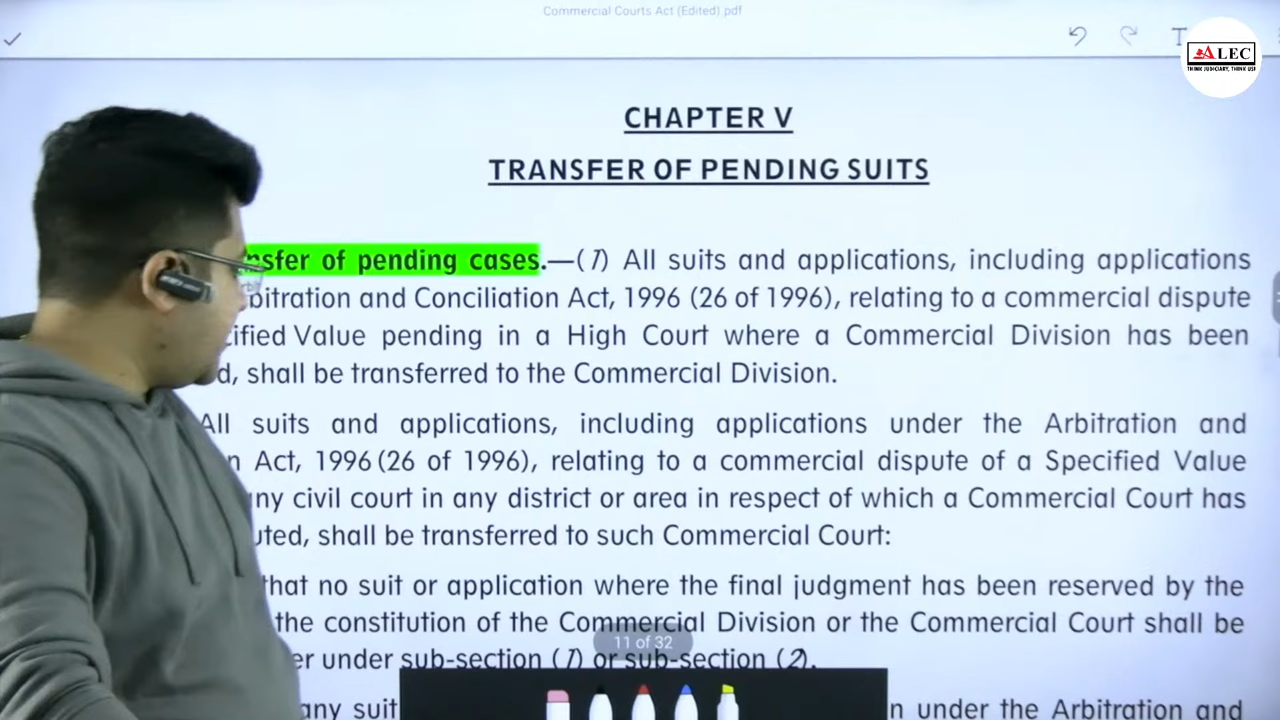 Commercial Courts Act (Edited).pdf
ALEC
THINK JUDICIARY, THINK US!
CHAPTER V
TRANSFER OF PENDING SUITS
nsfer of pending cases.—(1) All suits and applications, including applications
bitration and Conciliation Act, 1996 (26 of 1996), relating to a commercial dispute
cified Value pending in a High Court where a Commercial Division has been
d, shall be transferred to the Commercial Division.
All suits and applications, including applications under the Arbitration and
n Act, 1996 (26 of 1996), relating to a commercial dispute of a Specified Value
ny civil court in any district or area in respect of which a Commercial Court has
uted, shall be transferred to such Commercial Court:
that no suit or application where the final judgment has been reserved by the
the constitution of the Commercial Division or the Commercial Court shall be
er under sub-section (1) or sub-section (2).
11 of 32
any suit n under the Arbitration and